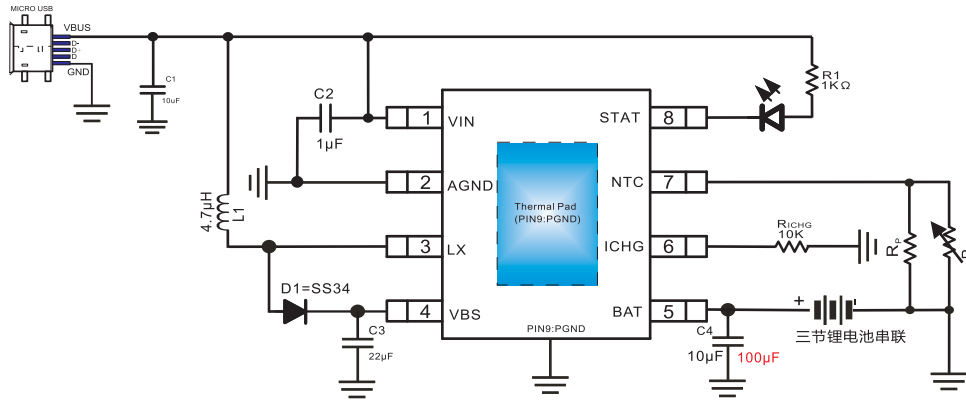 MICRO USB
VBUS
D-
D-
D
GND
C1
10uF
C2
1μF
4.7μH
L1
D1=SS34
C3
22μF
1 VIN
2 AGND
3 LX
4 VBS
Thermal Pad
(PIN9:PGND)
PIN9:PGND
STAT 8
NTC 7
ICHG 6
BAT 5
R1
1KΩ
RICHG
10K
RP
C4
10μF 100μF
+ -
三节锂电池串联